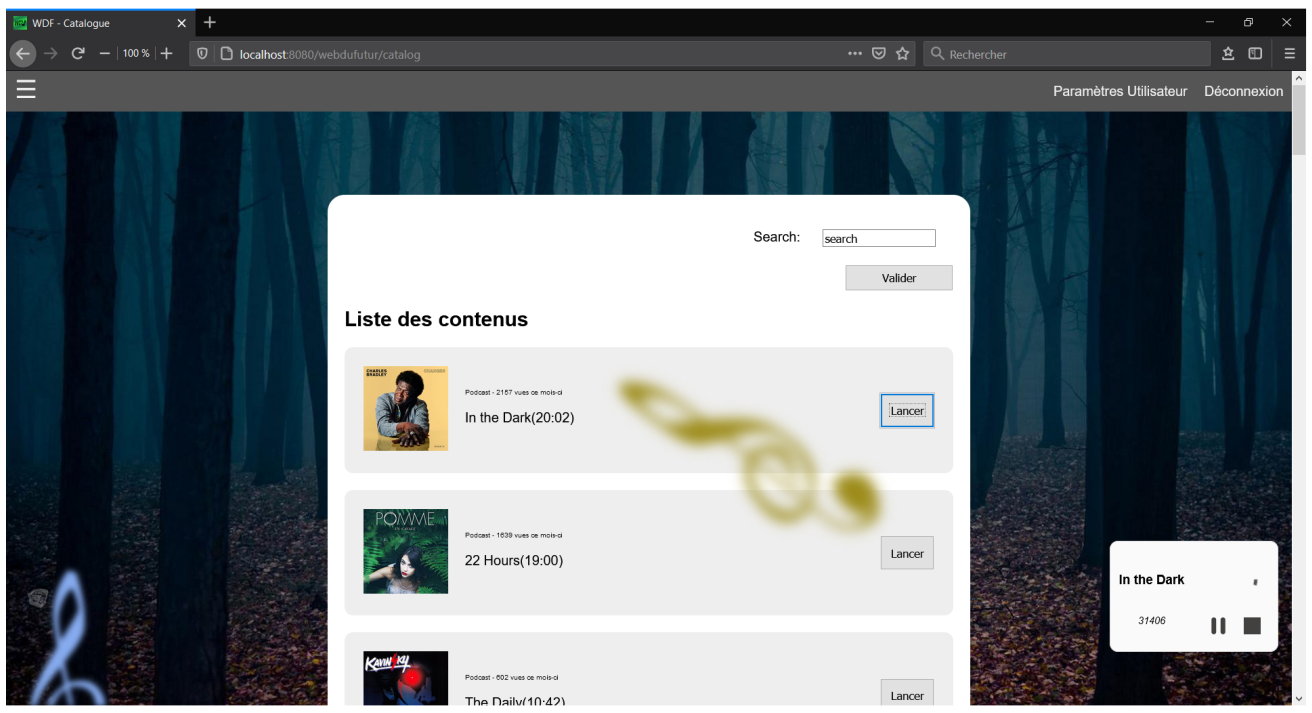 WDF - Catalogue
100 %
localhost:8080/webdufutur/catalog
Rechercher
Paramètres Utilisateur Déconnexion
Search: search
Valider
Liste des contenus
CHARLES BRADLEY CHANGES
Podcast - 2157 vues ce mois-ci
In the Dark(20:02)
Lancer
POMME
Podcast - 1639 vues ce mois-ci
22 Hours(19:00)
Lancer
In the Dark
31406
KAVINSKY
Podcast - 602 vues ce mois-ci
The Daily(10:42)
Lancer